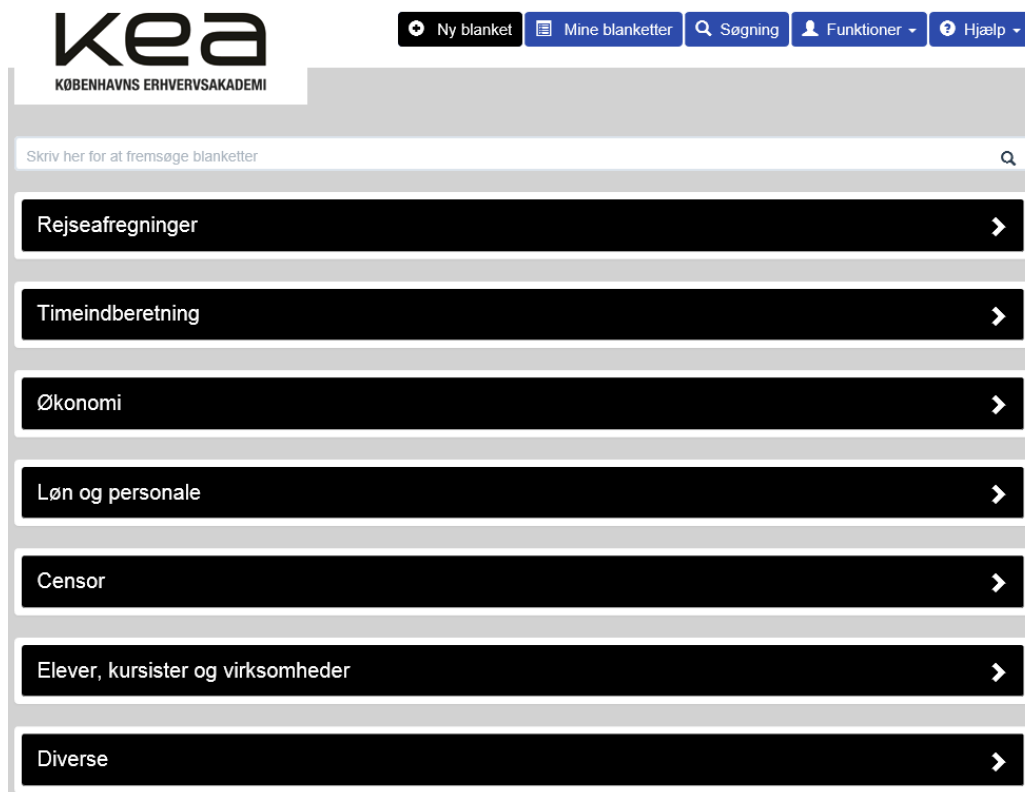 kea
KØBENHAVNS ERHVERVSAKADEMI
Ny blanket Mine blanketter Søgning Funktioner Hjælp
Skriv her for at fremsøge blanketter
Rejseafregninger
Timeindberetning
Økonomi
Løn og personale
Censor
Elever, kursister og virksomheder
Diverse